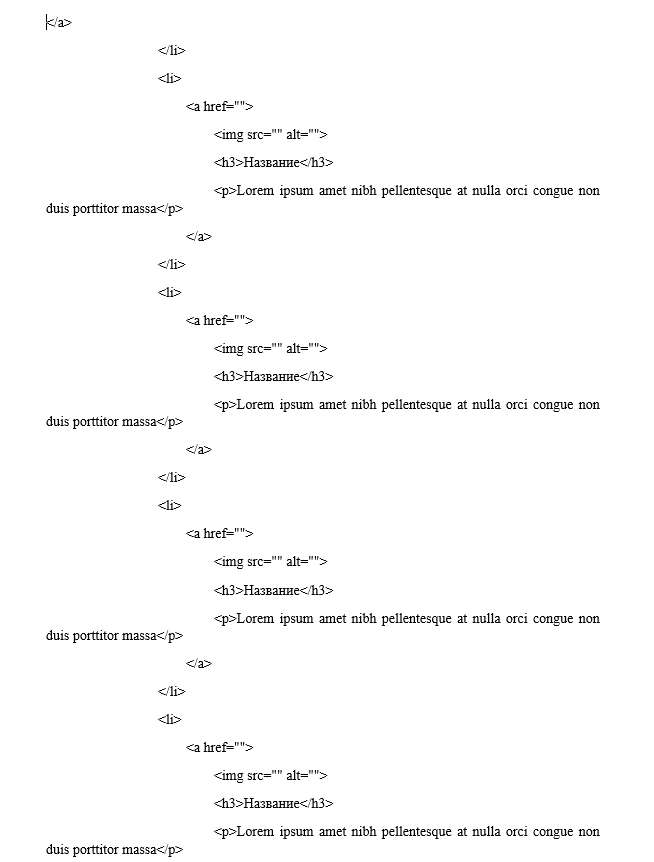 </a>
</li>
<li>
<a href="">
<img src="" alt="">
<h3>Название</h3>
<p>Lorem ipsum amet nibh pellentesque at nulla orci congue non
duis porttitor massa</p>
</a>
</li>
<li>
<a href="">
<img src="" alt="">
<h3>Название</h3>
<p>Lorem ipsum amet nibh pellentesque at nulla orci congue non
duis porttitor massa</p>
</a>
</li>
<li>
<a href="">
<img src="" alt="">
<h3>Название</h3>
<p>Lorem ipsum amet nibh pellentesque at nulla orci congue non
duis porttitor massa</p>
</a>
</li>
<li>
<a href="">
<img src="" alt="">
<h3>Название</h3>
<p>Lorem ipsum amet nibh pellentesque at nulla orci congue non
duis porttitor massa</p>